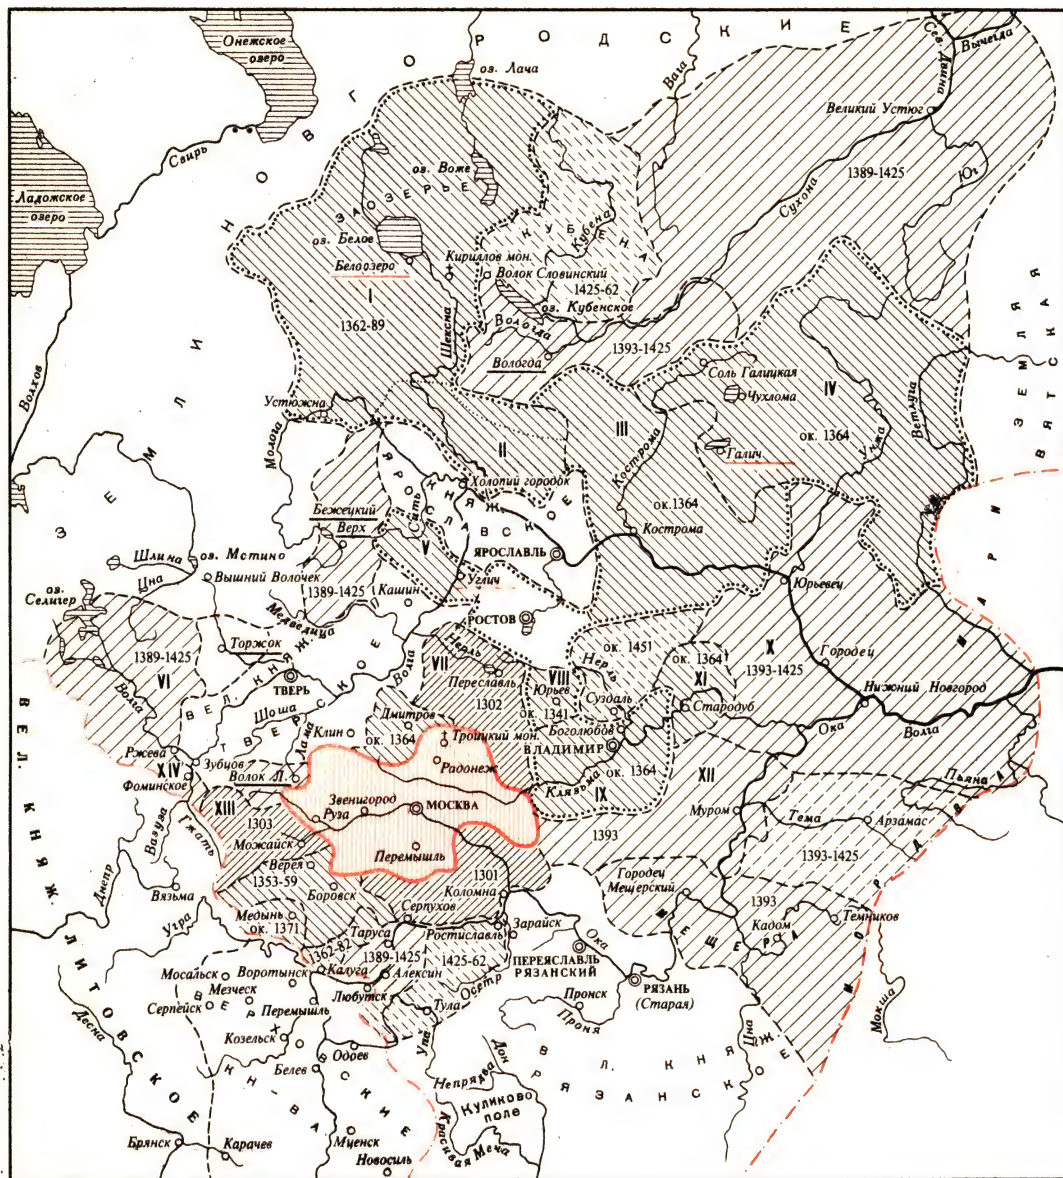 Онежское
озеро
НОВГОРОДСКИЕ
ЗЕМЛИ
оз. Лача
Вага
Сев. Двина
Вычегда
Великий Устюг
Свирь
Ладожское
озеро
оз. Воже
ЗАОЗЕРЬЕ
1389-1425
Юг
Сухона
КУБЕНА
Кубена
оз. Белое
Белоозеро
Кириллов мон.
Волок Словинский
1425-62
оз. Кубенское
I
1362-89
Шексна
Вологда
1393-1425
Вологда
ЗЕМЛЯ
ВЯТСКАЯ
Соль Галицкая
IV
Чухлома
Ветлуга
Волхов
Устюжна
III
ок. 1364
Унжа
Молога
II
Кострома
Галич
Холопий городок
ЯРОСЛАВСКОЕ
КНЯЖ.
ок.1364
Бежецкий
Верх
Сить
Кострома
V
ЯРОСЛАВЛЬ
Шлина
оз. Мстино
Цна
Вышний Волочек
1389-1425
Углич
Кашин
Юрьевец
оз.
Селигер
Медведица
РОСТОВ
Торжок
1389-1425
VI
ВЕЛ. КНЯЖ.
ТВЕРСКОЕ
ТВЕРЬ
Волга
Нерль
VII
Переславль
1302
VIII
Юрьев
ок. 1341
ок. 1451
Нерль
ок. 1364
XI
X
1393-1425
Городец
Нижний Новгород
Волга
Шоша
Суздаль
Стародуб
Боголюбов
ВЛАДИМИР
Ока
Волга
Дмитров
ок. 1364
Клин
Лама
Троицкий мон.
Радонеж
Ржева
Зубцов
XIV
Фоминское
Волок Л.
Клязьма
ок. 1364
IX
XII
Пьяна
Звенигород
МОСКВА
Руза
Муром
Тёша
Арзамас
XIII
1303
Вазуза
Гжать
Можайск
1393
1393-1425
Перемышль
Верея
1353-59
Боровск
1301
Коломна
Городец
Мещерский
МЕЩЕРА
1393
Кадом
Темников
МОРДВА
МАРИ
Днепр
Вязьма
Медынь
ок. 1371
Серпухов
Таруса
Ростиславль
Зарайск
Ока
Угра
1362-82
1389-1425
1425-62
ПЕРЕЯСЛАВЛЬ
РЯЗАНСКИЙ
РЯЗАНЬ
(Старая)
Мосальск
Воротынск
Калуга
Алексин
Осетр
Мезческ
Любутск
Серпейск
Перемышль
Тула
Пронск
Проня
Цна
Мокша
Десна
Козельск
Одоев
Упа
Дон
ВЕЛ. КНЯЖ.
РЯЗАНСКОЕ
ВЕРХОВСКИЕ
КН-ВА
Белев
Непрядва
Куликово
поле
Красивая Меча
Брянск
Карачев
Мценск
Новосиль
ВЕЛ. КНЯЖ.
ЛИТОВСКОЕ